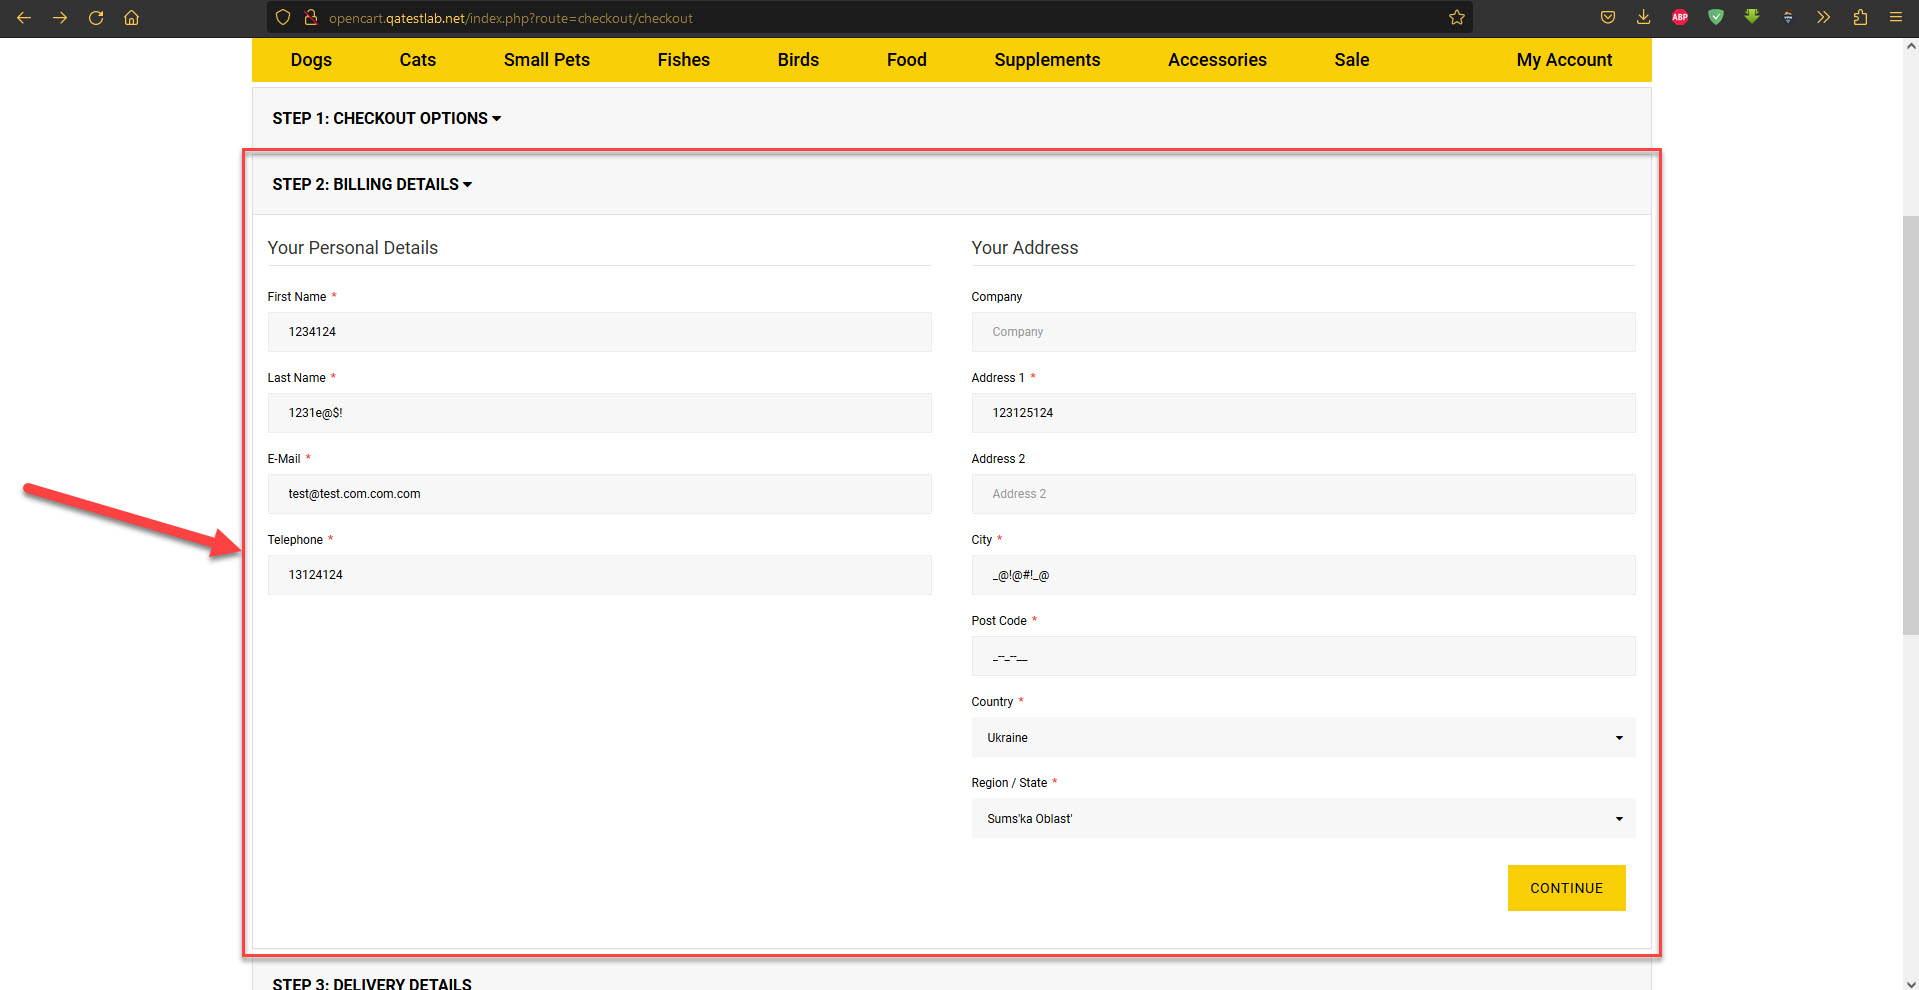 opencart.qatestlab.net/index.php?route=checkout/checkout
ABP
Dogs Cats Small Pets Fishes Birds Food Supplements Accessories Sale My Account
STEP 1: CHECKOUT OPTIONS
STEP 2: BILLING DETAILS
Your Personal Details
First Name *
1234124
Last Name *
1231e@$!
E-Mail *
test@test.com.com.com
Telephone *
13124124
Your Address
Company
Company
Address 1 *
123125124
Address 2
Address 2
City *
_@!@#!_@
Post Code *
_--_--__
Country *
Ukraine
Region / State *
Sums'ka Oblast'
CONTINUE
STEP 3: DELIVERY DETAILS